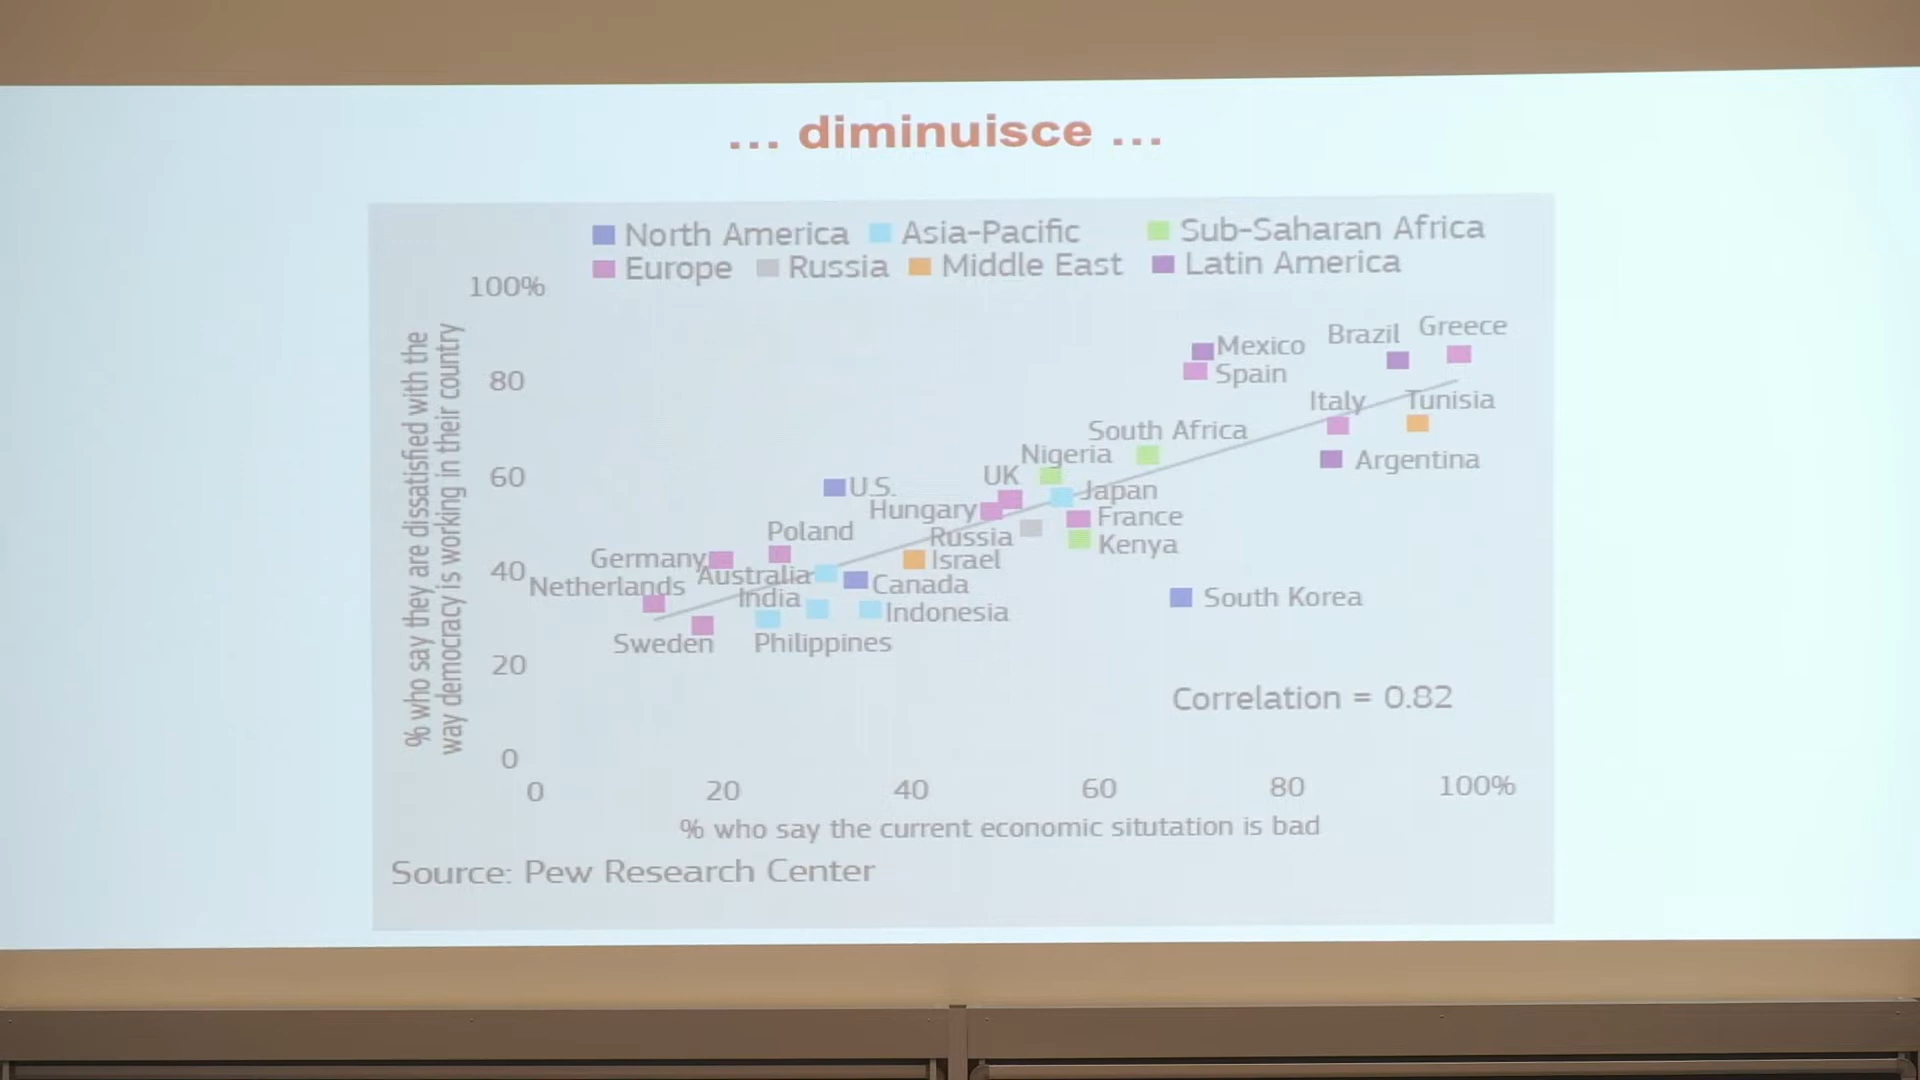 ... diminuisce ...
North America Asia-Pacific Sub-Saharan Africa
Europe Russia Middle East Latin America
% who say they are dissatisfied with the
way democracy is working in their country
100%
80
60
40
20
0
Mexico
Brazil
Greece
Spain
Italy
Tunisia
South Africa
Nigeria
Argentina
UK
U.S.
Japan
Hungary
France
Poland
Russia
Kenya
Germany
Israel
Australia
Netherlands
Canada
India
South Korea
Indonesia
Sweden
Philippines
Correlation = 0.82
0 20 40 60 80 100%
% who say the current economic situtation is bad
Source: Pew Research Center